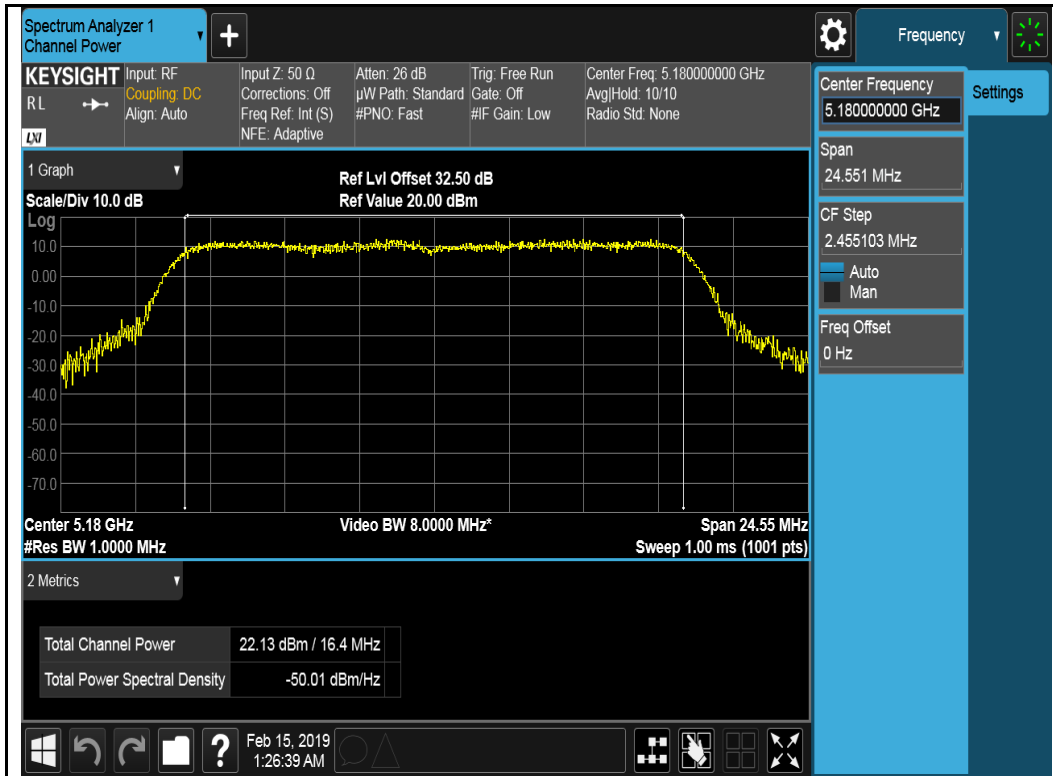 Spectrum Analyzer 1
Channel Power
+
Frequency
KEYSIGHT
R L
LXI
Input: RF
Coupling: DC
Align: Auto
Input Z: 50 Ω
Corrections: Off
Freq Ref: Int (S)
NFE: Adaptive
Atten: 26 dB
µW Path: Standard
#PNO: Fast
Trig: Free Run
Gate: Off
#IF Gain: Low
Center Freq: 5.180000000 GHz
Avg|Hold: 10/10
Radio Std: None
Center Frequency
5.180000000 GHz
Settings
Span
24.551 MHz
CF Step
2.455103 MHz
Auto
Man
Freq Offset
0 Hz
1 Graph
Scale/Div 10.0 dB
Ref Lvl Offset 32.50 dB
Ref Value 20.00 dBm
Log
10.0
0.00
-10.0
-20.0
-30.0
-40.0
-50.0
-60.0
-70.0
Center 5.18 GHz
Video BW 8.0000 MHz*
Span 24.55 MHz
#Res BW 1.0000 MHz
Sweep 1.00 ms (1001 pts)
2 Metrics
Total Channel Power 22.13 dBm / 16.4 MHz
Total Power Spectral Density -50.01 dBm/Hz
?
Feb 15, 2019
1:26:39 AM